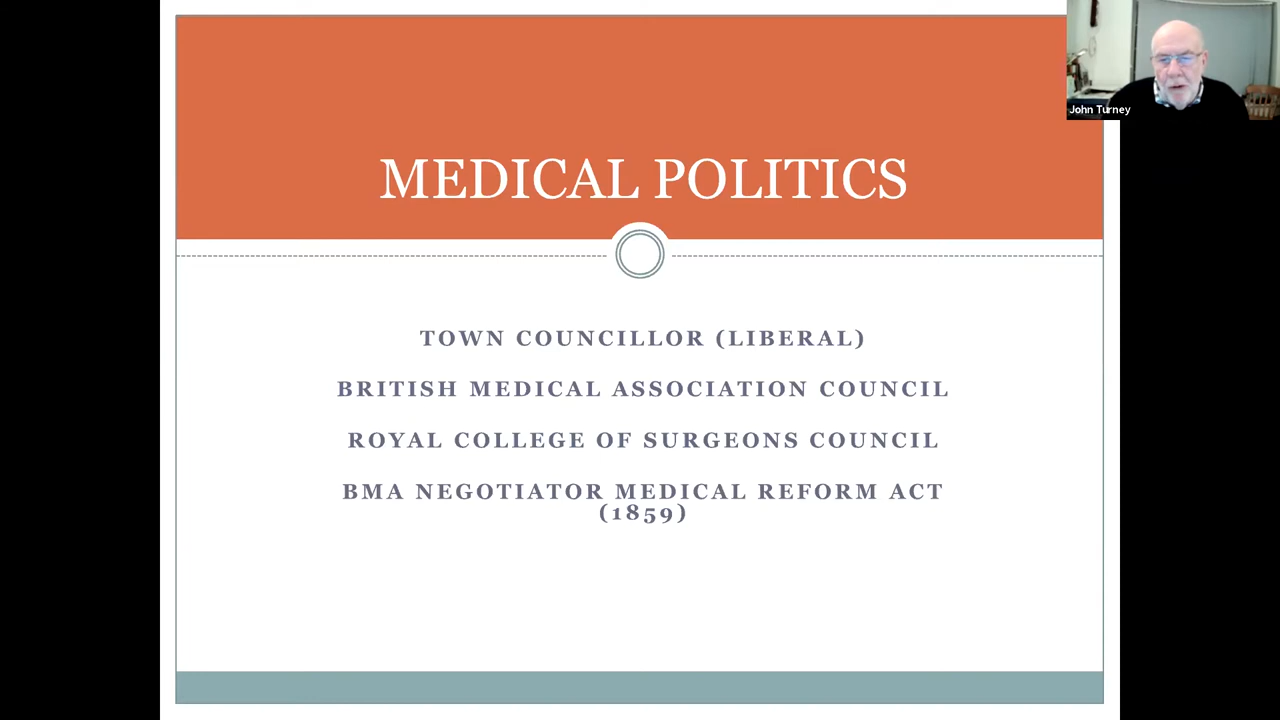 John Turney
MEDICAL POLITICS
TOWN COUNCILLOR (LIBERAL)
BRITISH MEDICAL ASSOCIATION COUNCIL
ROYAL COLLEGE OF SURGEONS COUNCIL
BMA NEGOTIATOR MEDICAL REFORM ACT
(1859)